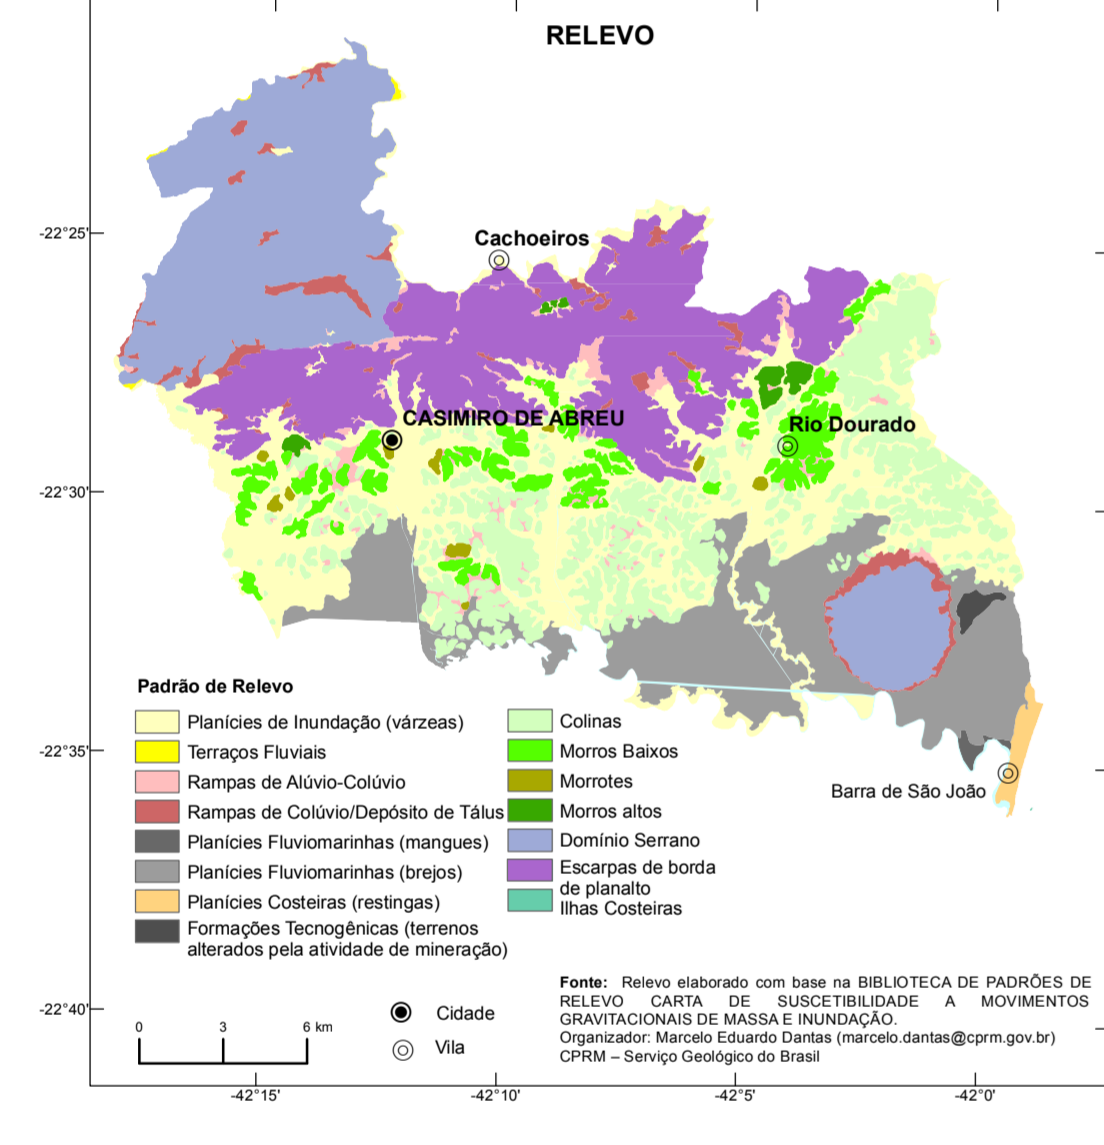 RELEVO
-22°25'
-22°30'
-22°35'
-22°40'
Cachoeiros
CASIMIRO DE ABREU
Rio Dourado
Barra de São João
Padrão de Relevo
Planícies de Inundação (várzeas)
Terraços Fluviais
Rampas de Alúvio-Colúvio
Rampas de Colúvio/Depósito de Tálus
Planícies Fluviomarinhas (mangues)
Planícies Fluviomarinhas (brejos)
Planícies Costeiras (restingas)
Formações Tecnogênicas (terrenos
alterados pela atividade de mineração)
Colinas
Morros Baixos
Morrotes
Morros altos
Domínio Serrano
Escarpas de borda
de planalto
Ilhas Costeiras
0 3 6 km
Cidade
Vila
Fonte: Relevo elaborado com base na BIBLIOTECA DE PADRÕES DE
RELEVO CARTA DE SUSCETIBILIDADE A MOVIMENTOS
GRAVITACIONAIS DE MASSA E INUNDAÇÃO.
Organizador: Marcelo Eduardo Dantas (marcelo.dantas@cprm.gov.br)
CPRM – Serviço Geológico do Brasil
-42°15'
-42°10'
-42°5'
-42°0'